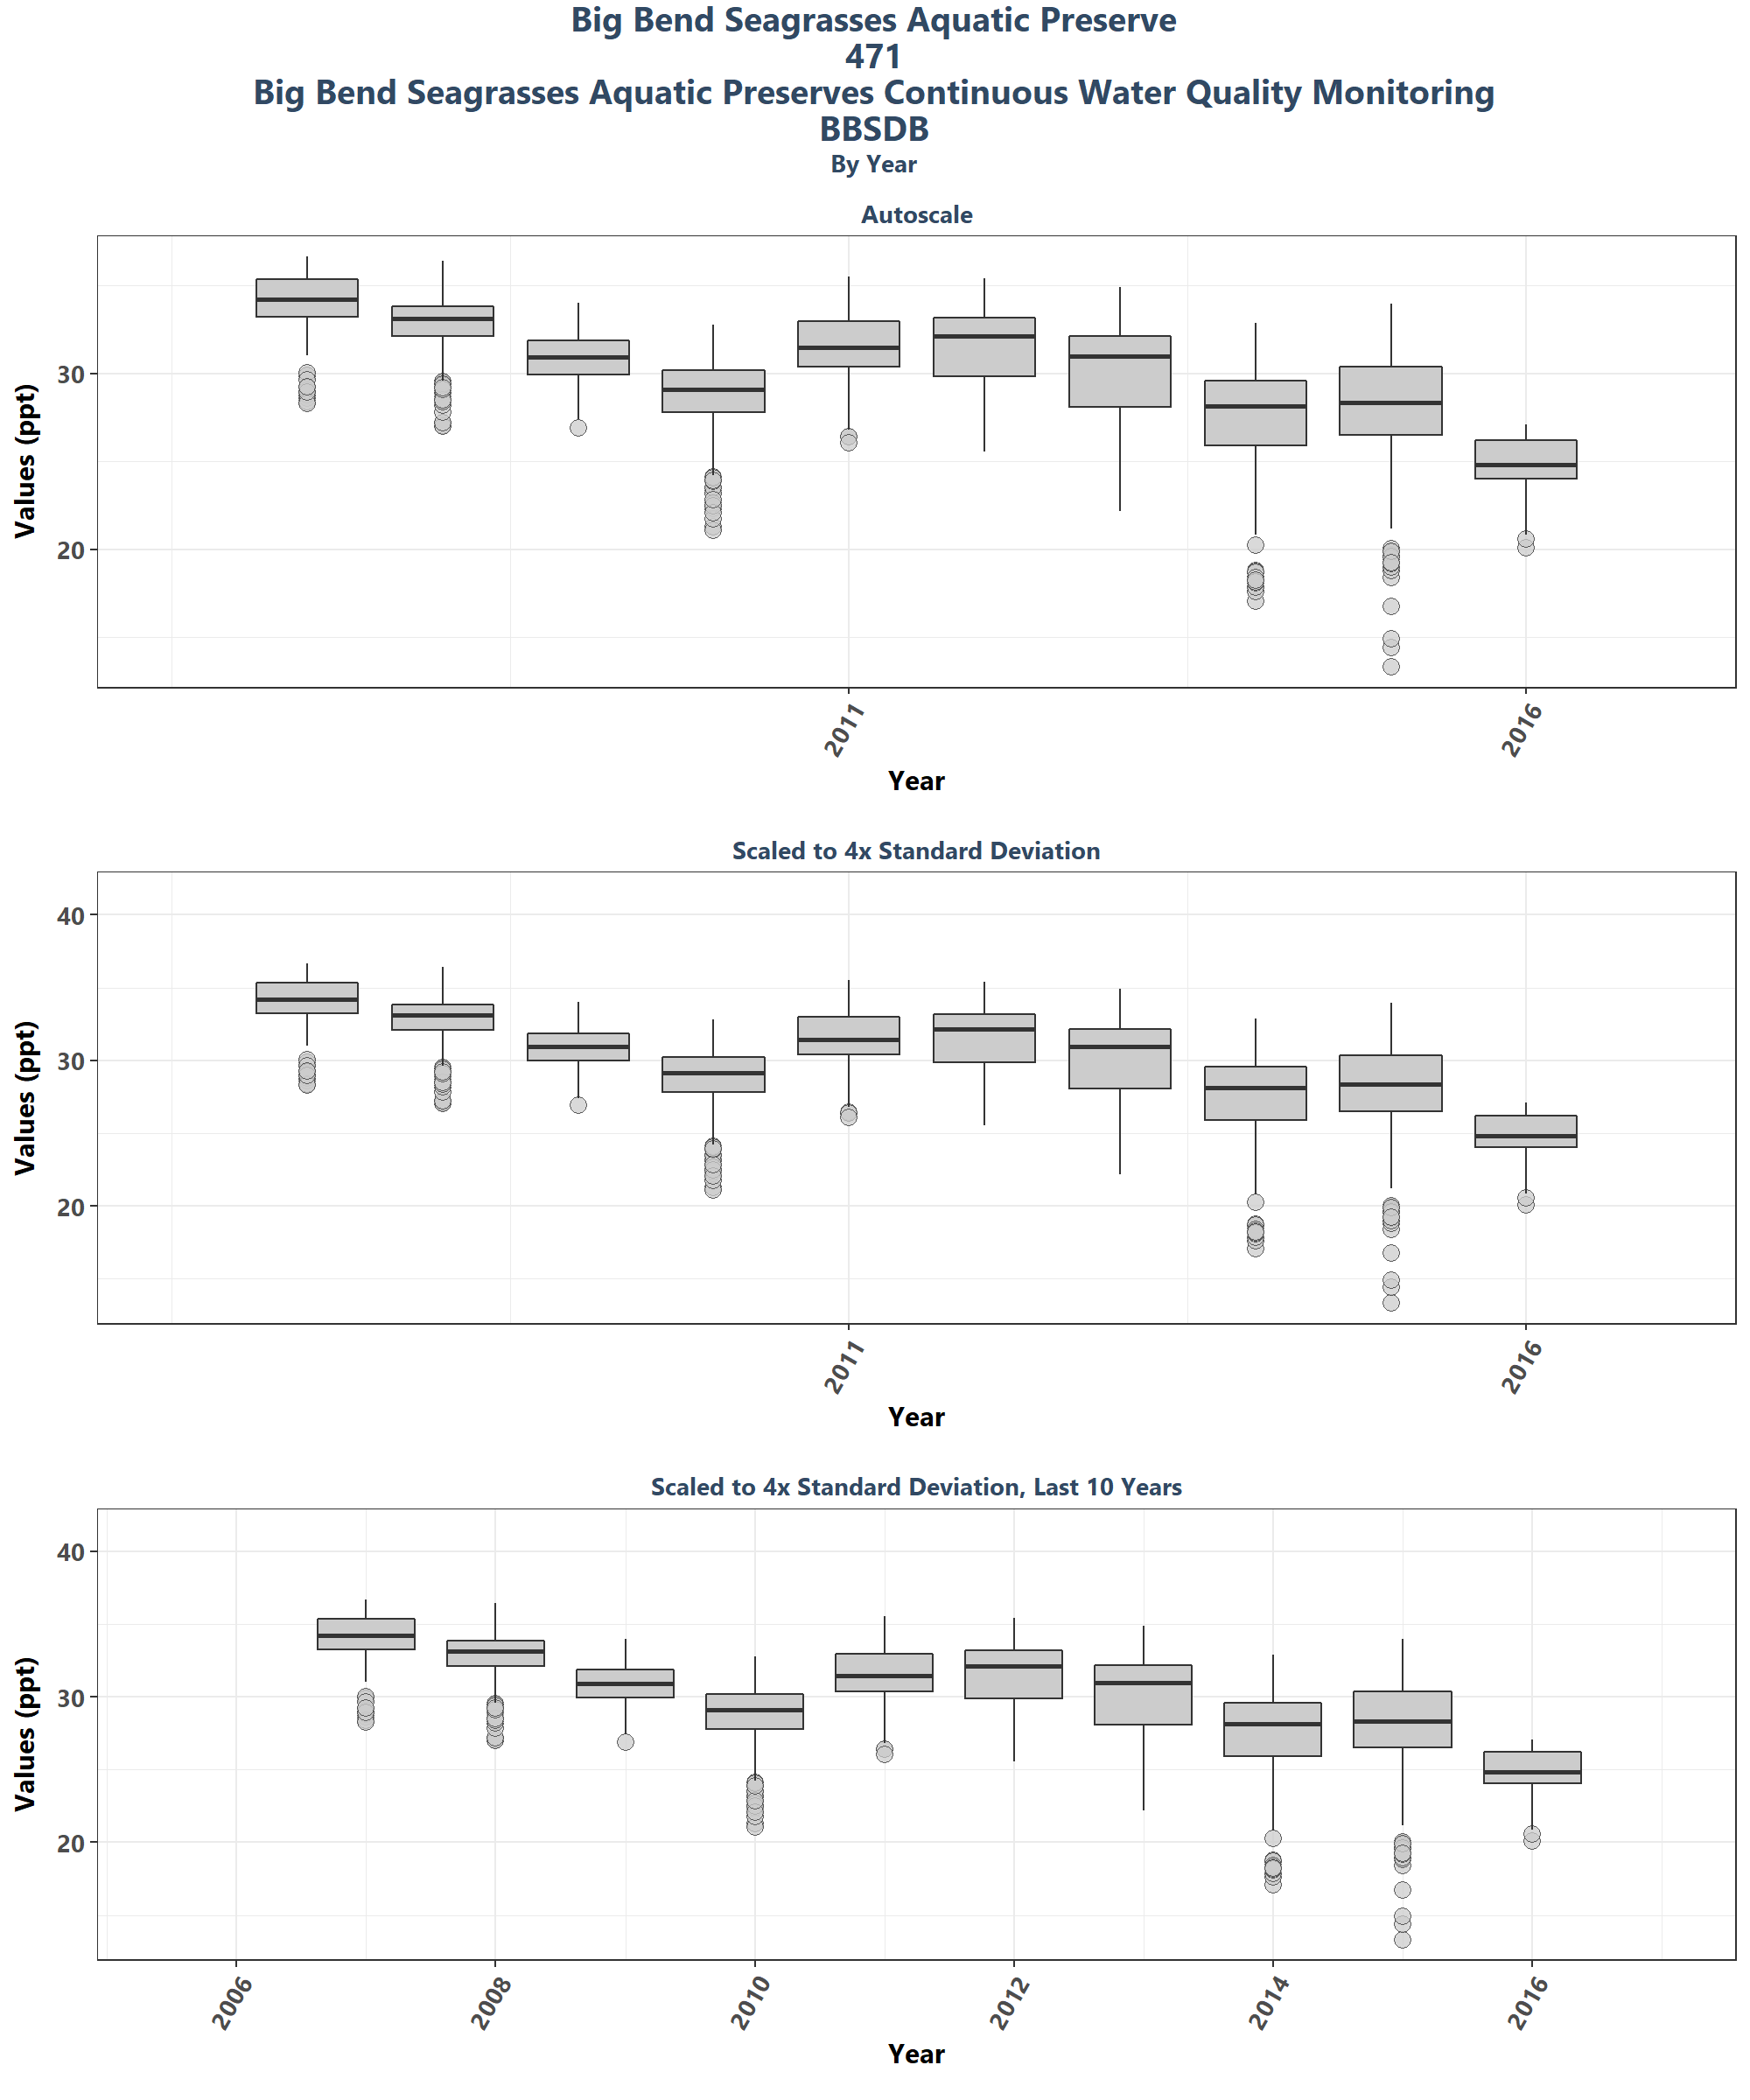 Big Bend Seagrasses Aquatic Preserve
471
Big Bend Seagrasses Aquatic Preserves Continuous Water Quality Monitoring
BBSDB
By Year
Autoscale
Values (ppt)
30
20
2011
2016
Year
Scaled to 4x Standard Deviation
Values (ppt)
40
30
20
2011
2016
Year
Scaled to 4x Standard Deviation, Last 10 Years
Values (ppt)
40
30
20
2006
2008
2010
2012
2014
2016
Year